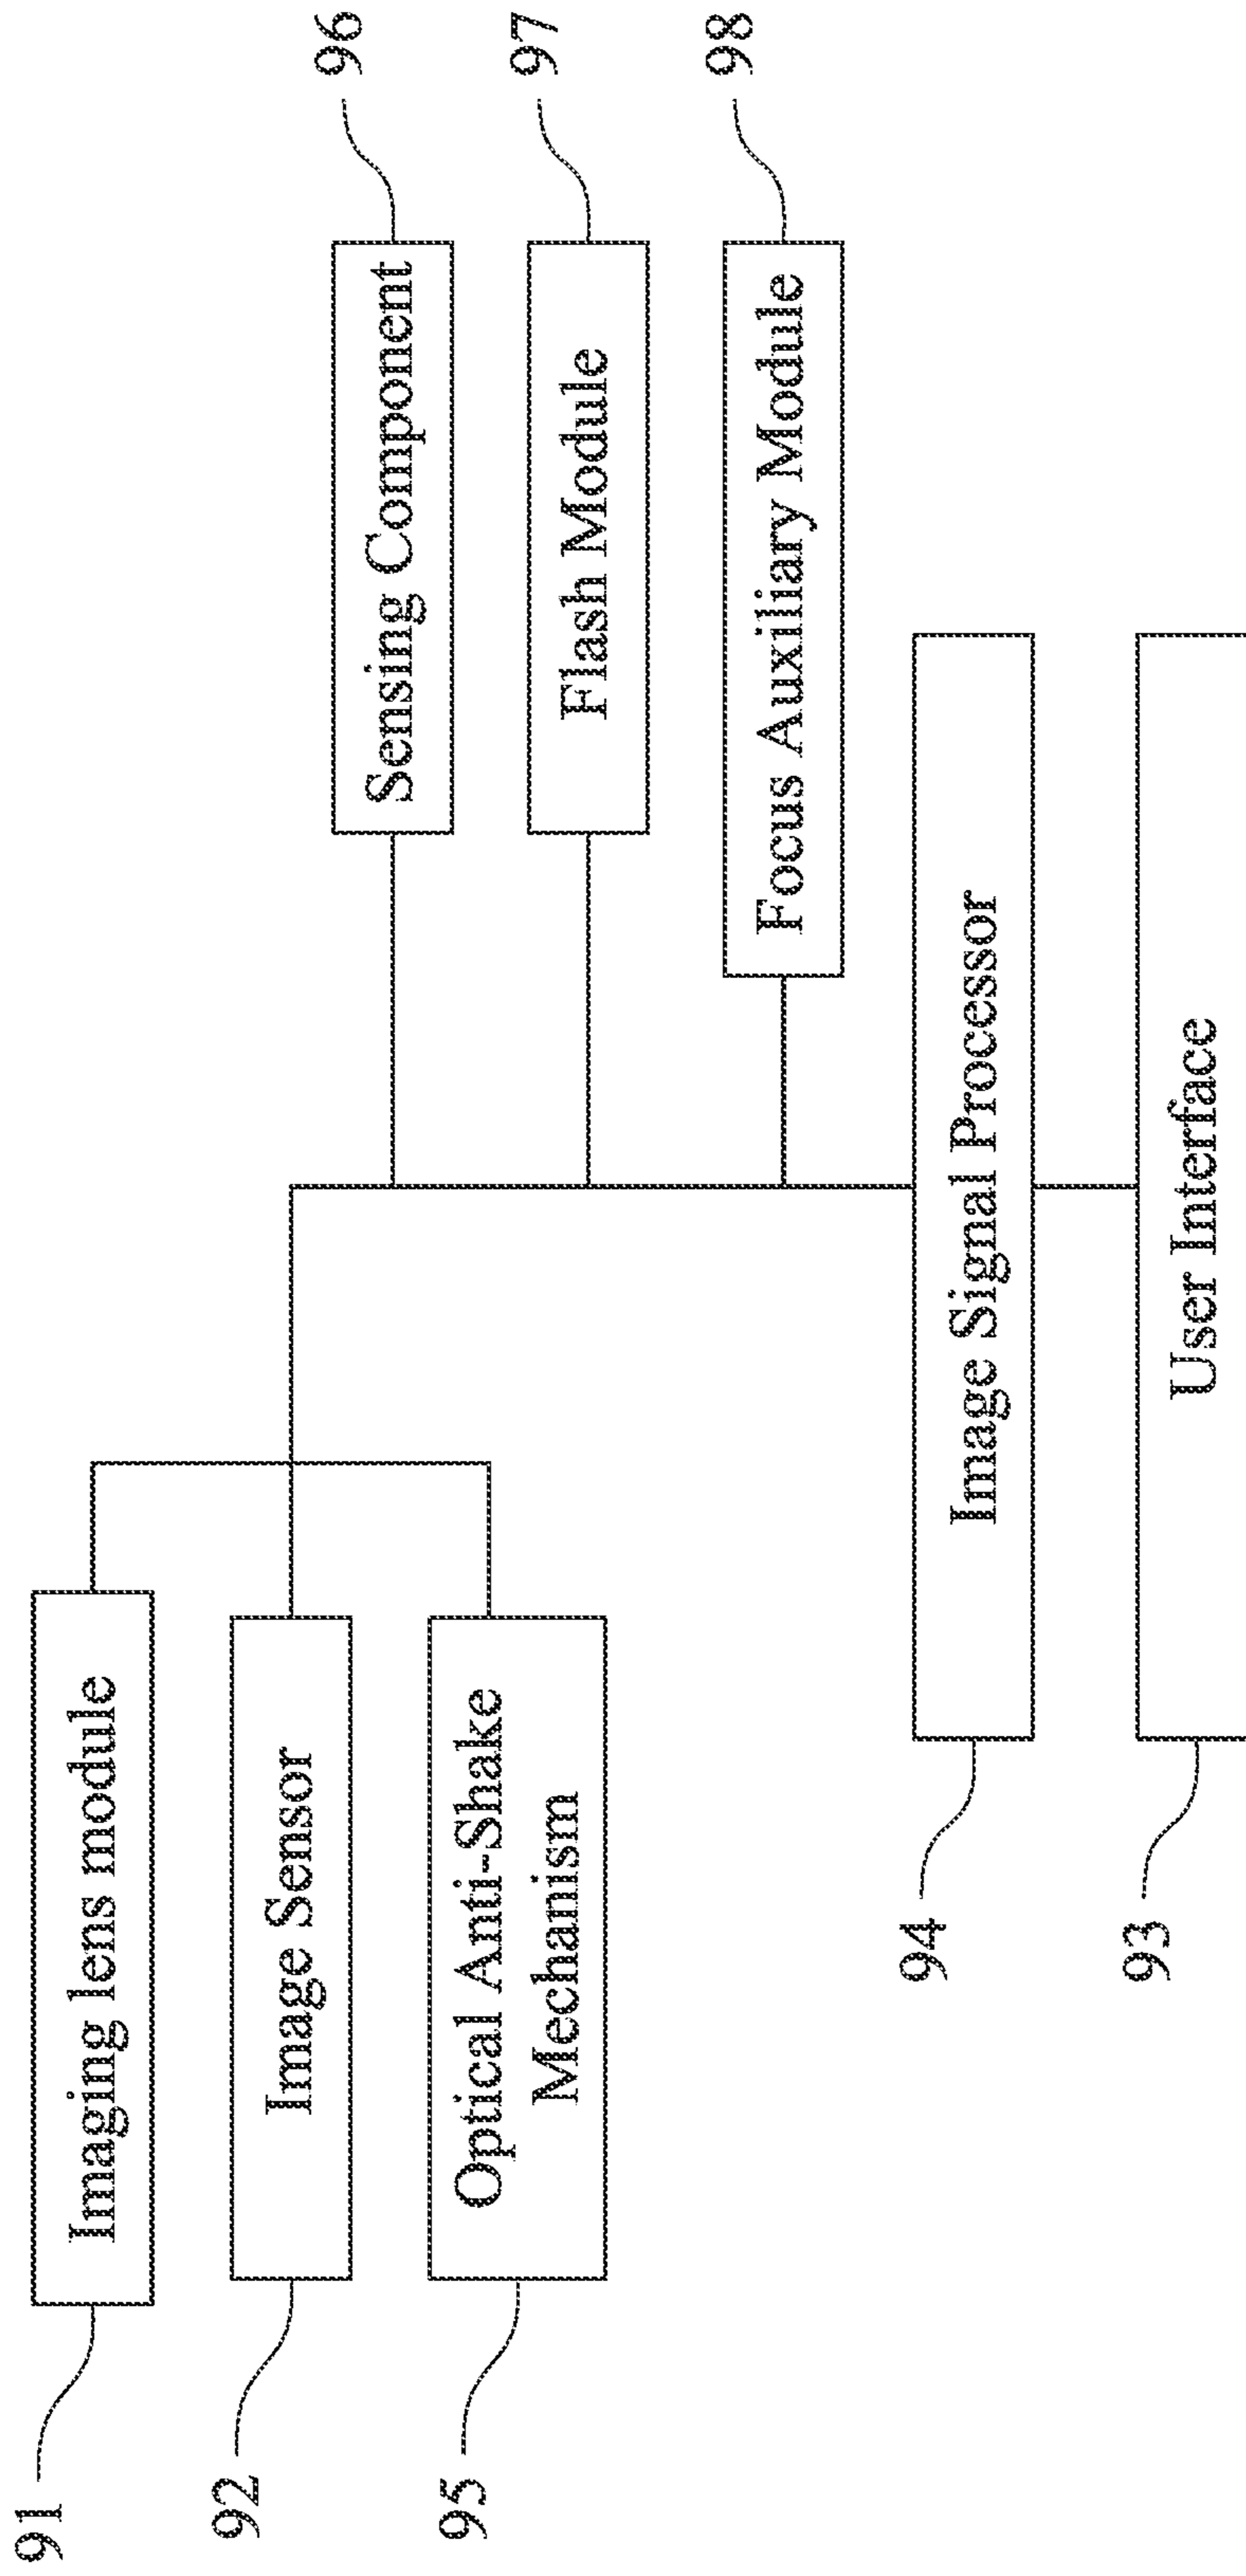 91
Imaging lens module
96
Sensing Component
92
Image Sensor
97
Flash Module
95
Optical Anti-Shake
Mechanism
98
Focus Auxiliary Module
94
Image Signal Processor
93
User Interface